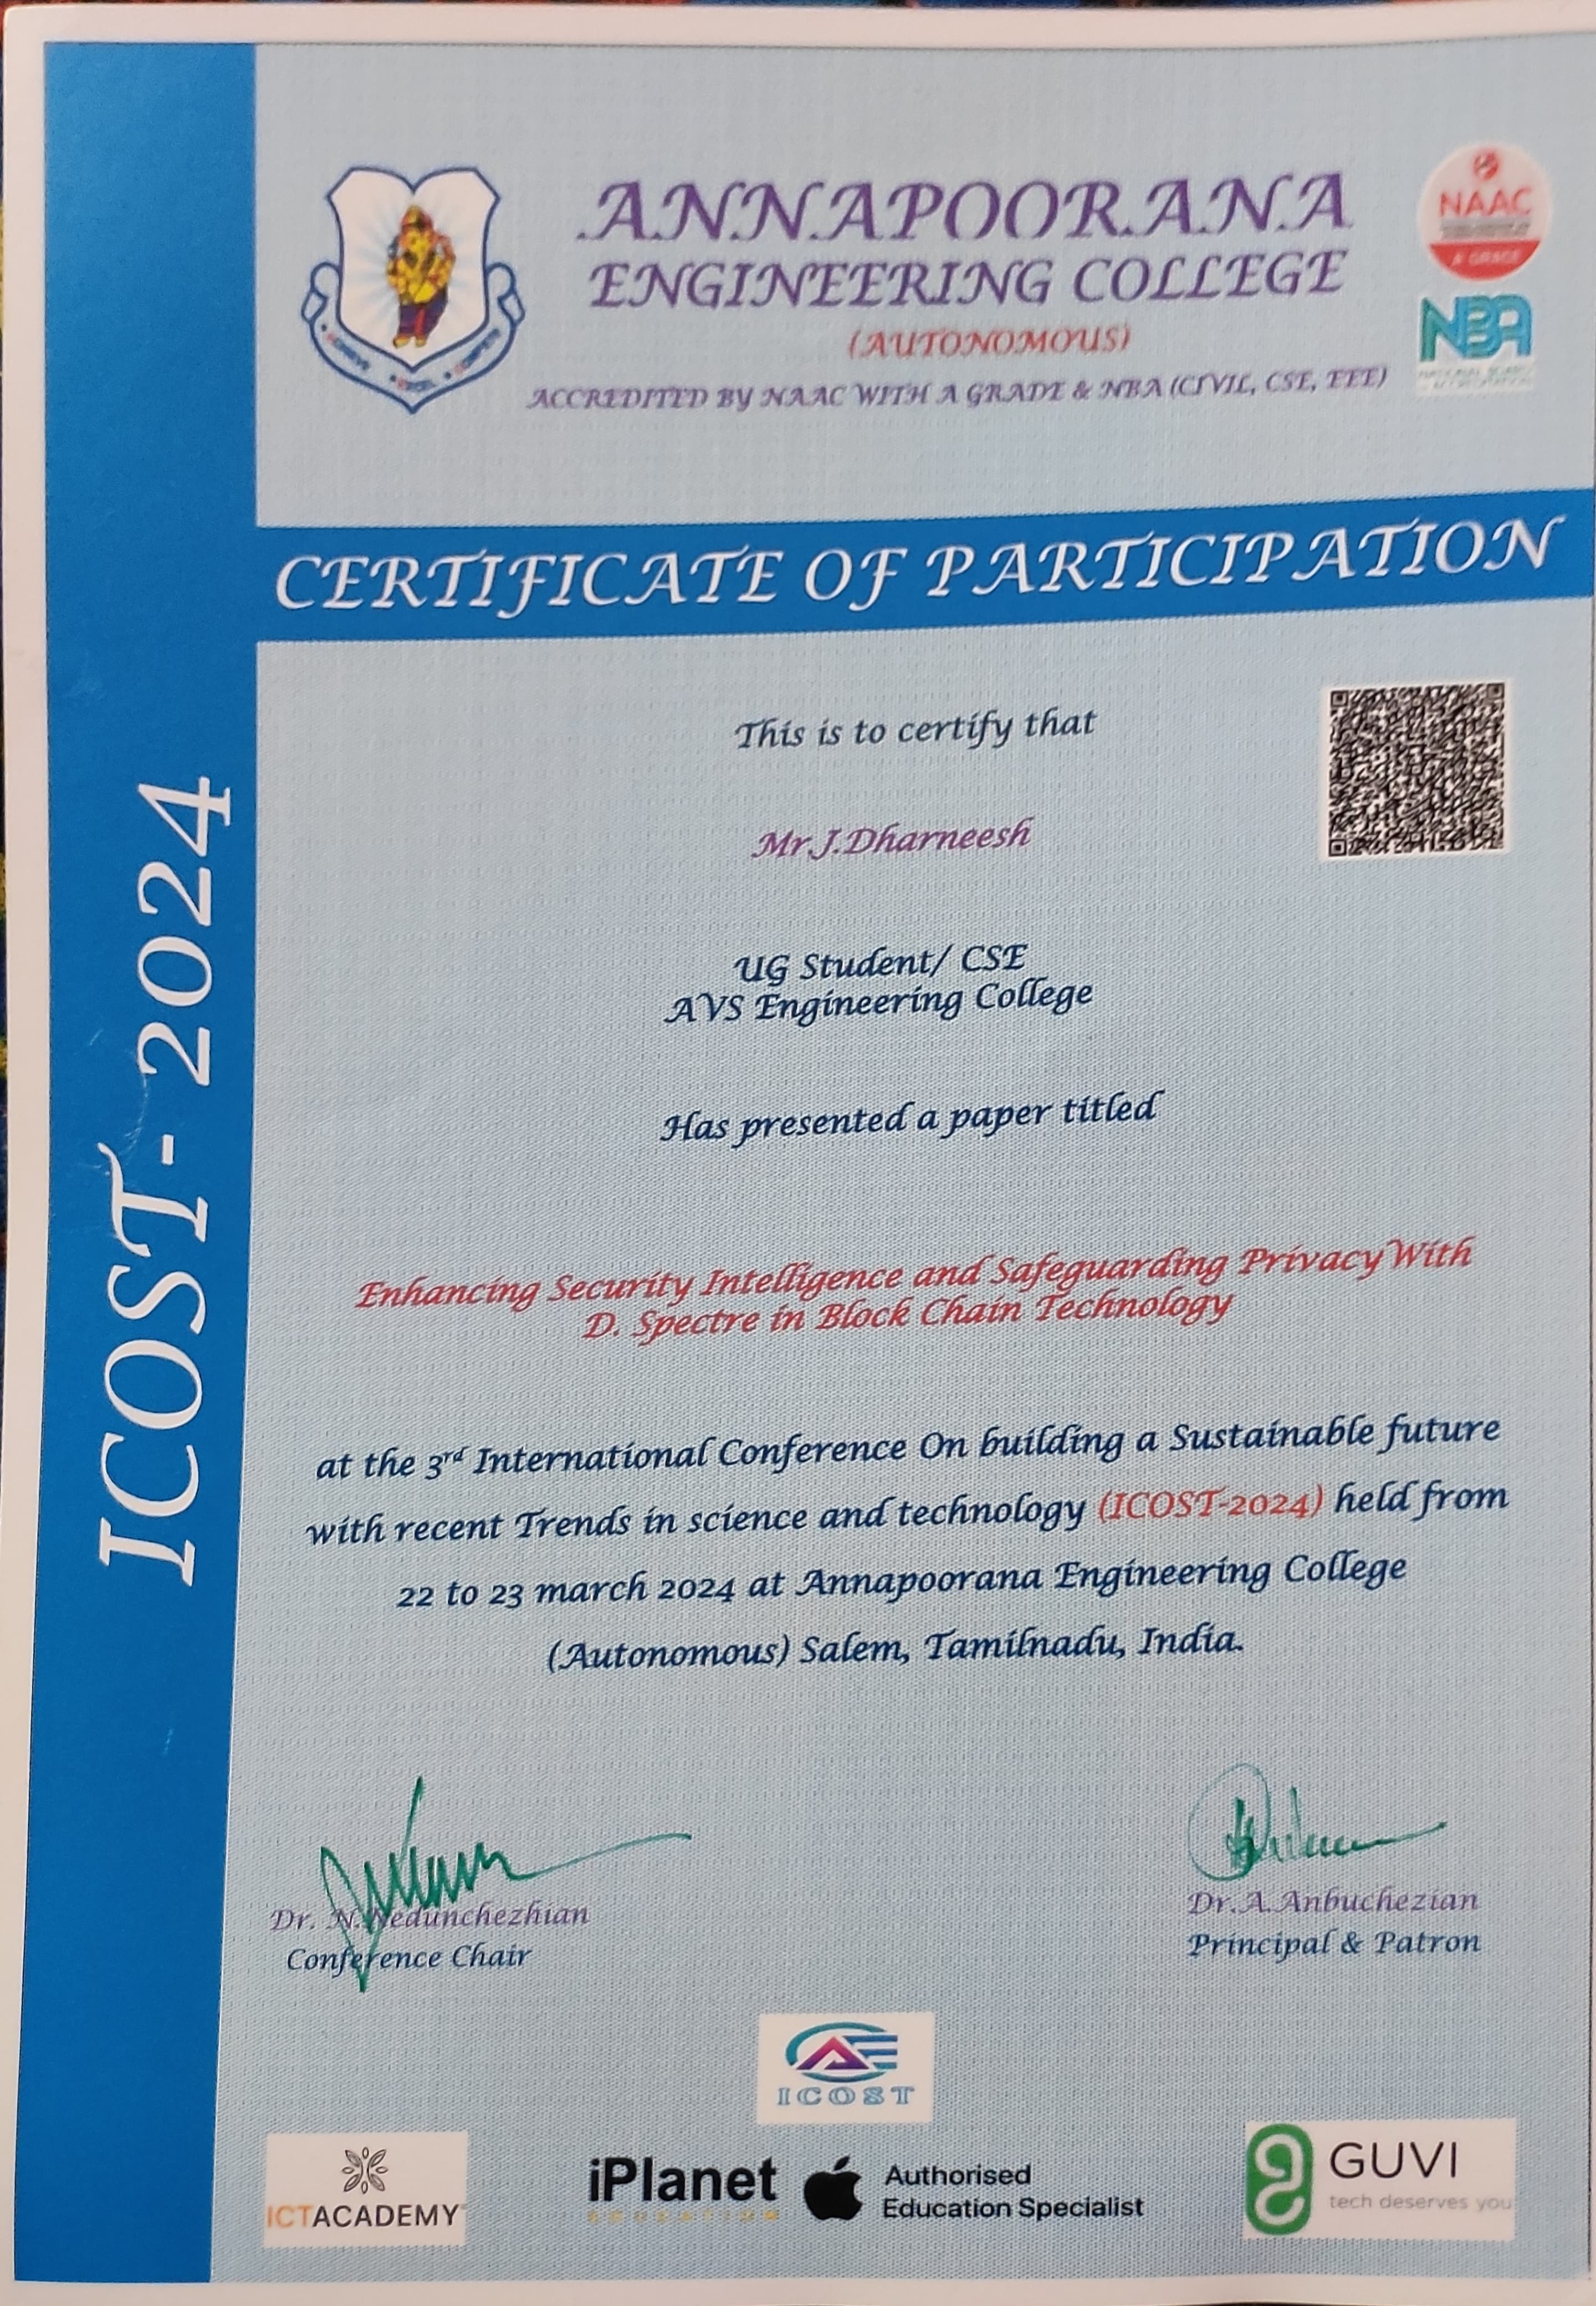 ANNAPOORANA
ENGINEERING COLLEGE
(AUTONOMOUS)
ACCREDITED BY NAAC WITH A GRADE & NBA (CIVIL, CSE, EEE)
NAAC
A GRADE
NBA
CERTIFICATE OF PARTICIPATION
ICOST- 2024
This is to certify that
Mr.J.Dharneesh
UG Student/ CSE
AVS Engineering College
Has presented a paper titled
Enhancing Security Intelligence and Safeguarding Privacy With
D. Spectre in Block Chain Technology
at the 3rd International Conference On building a Sustainable future
with recent Trends in science and technology (ICOST-2024) held from
22 to 23 march 2024 at Annapoorana Engineering College
(Autonomous) Salem, Tamilnadu, India.
Dr. N.Nedunchezhian
Conference Chair
Dr.A.Anbuchezian
Principal & Patron
ICOST
ICTACADEMY
iPlanet
EDUCATION
Authorised
Education Specialist
GUVI
tech deserves you